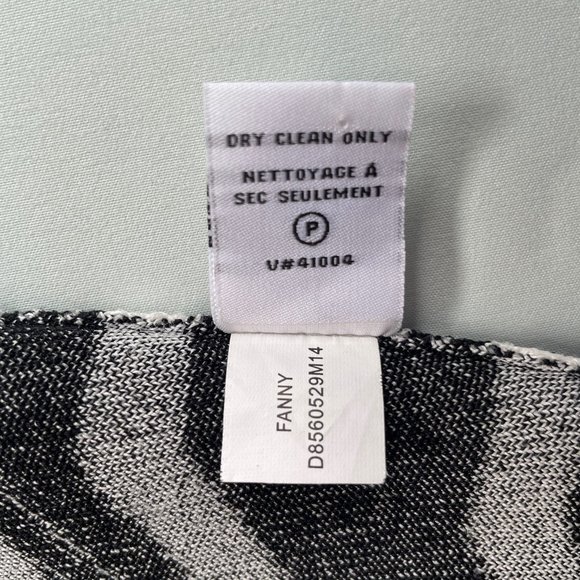 DRY CLEAN ONLY
NETTOYAGE Á
SEC SEULEMENT
P
V#41004
FANNY
D8560529M14